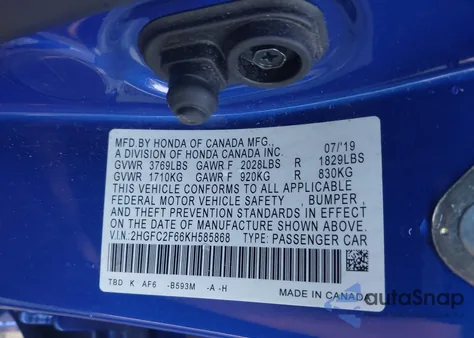 MFD.BY HONDA OF CANADA MFG., 07/'19
A DIVISION OF HONDA CANADA INC.
GVWR 3769LBS GAWR F 2028LBS R 1829LBS
GVWR 1710KG GAWR F 920KG R 830KG
THIS VEHICLE CONFORMS TO ALL APPLICABLE
FEDERAL MOTOR VEHICLE SAFETY , BUMPER ,
AND THEFT PREVENTION STANDARDS IN EFFECT
ON THE DATE OF MANUFACTURE SHOWN ABOVE.
V.I.N.:2HGFC2F66KH585868 TYPE: PASSENGER CAR
TBD K AF6 -B593M -A -H
MADE IN CANADA
autoSnap